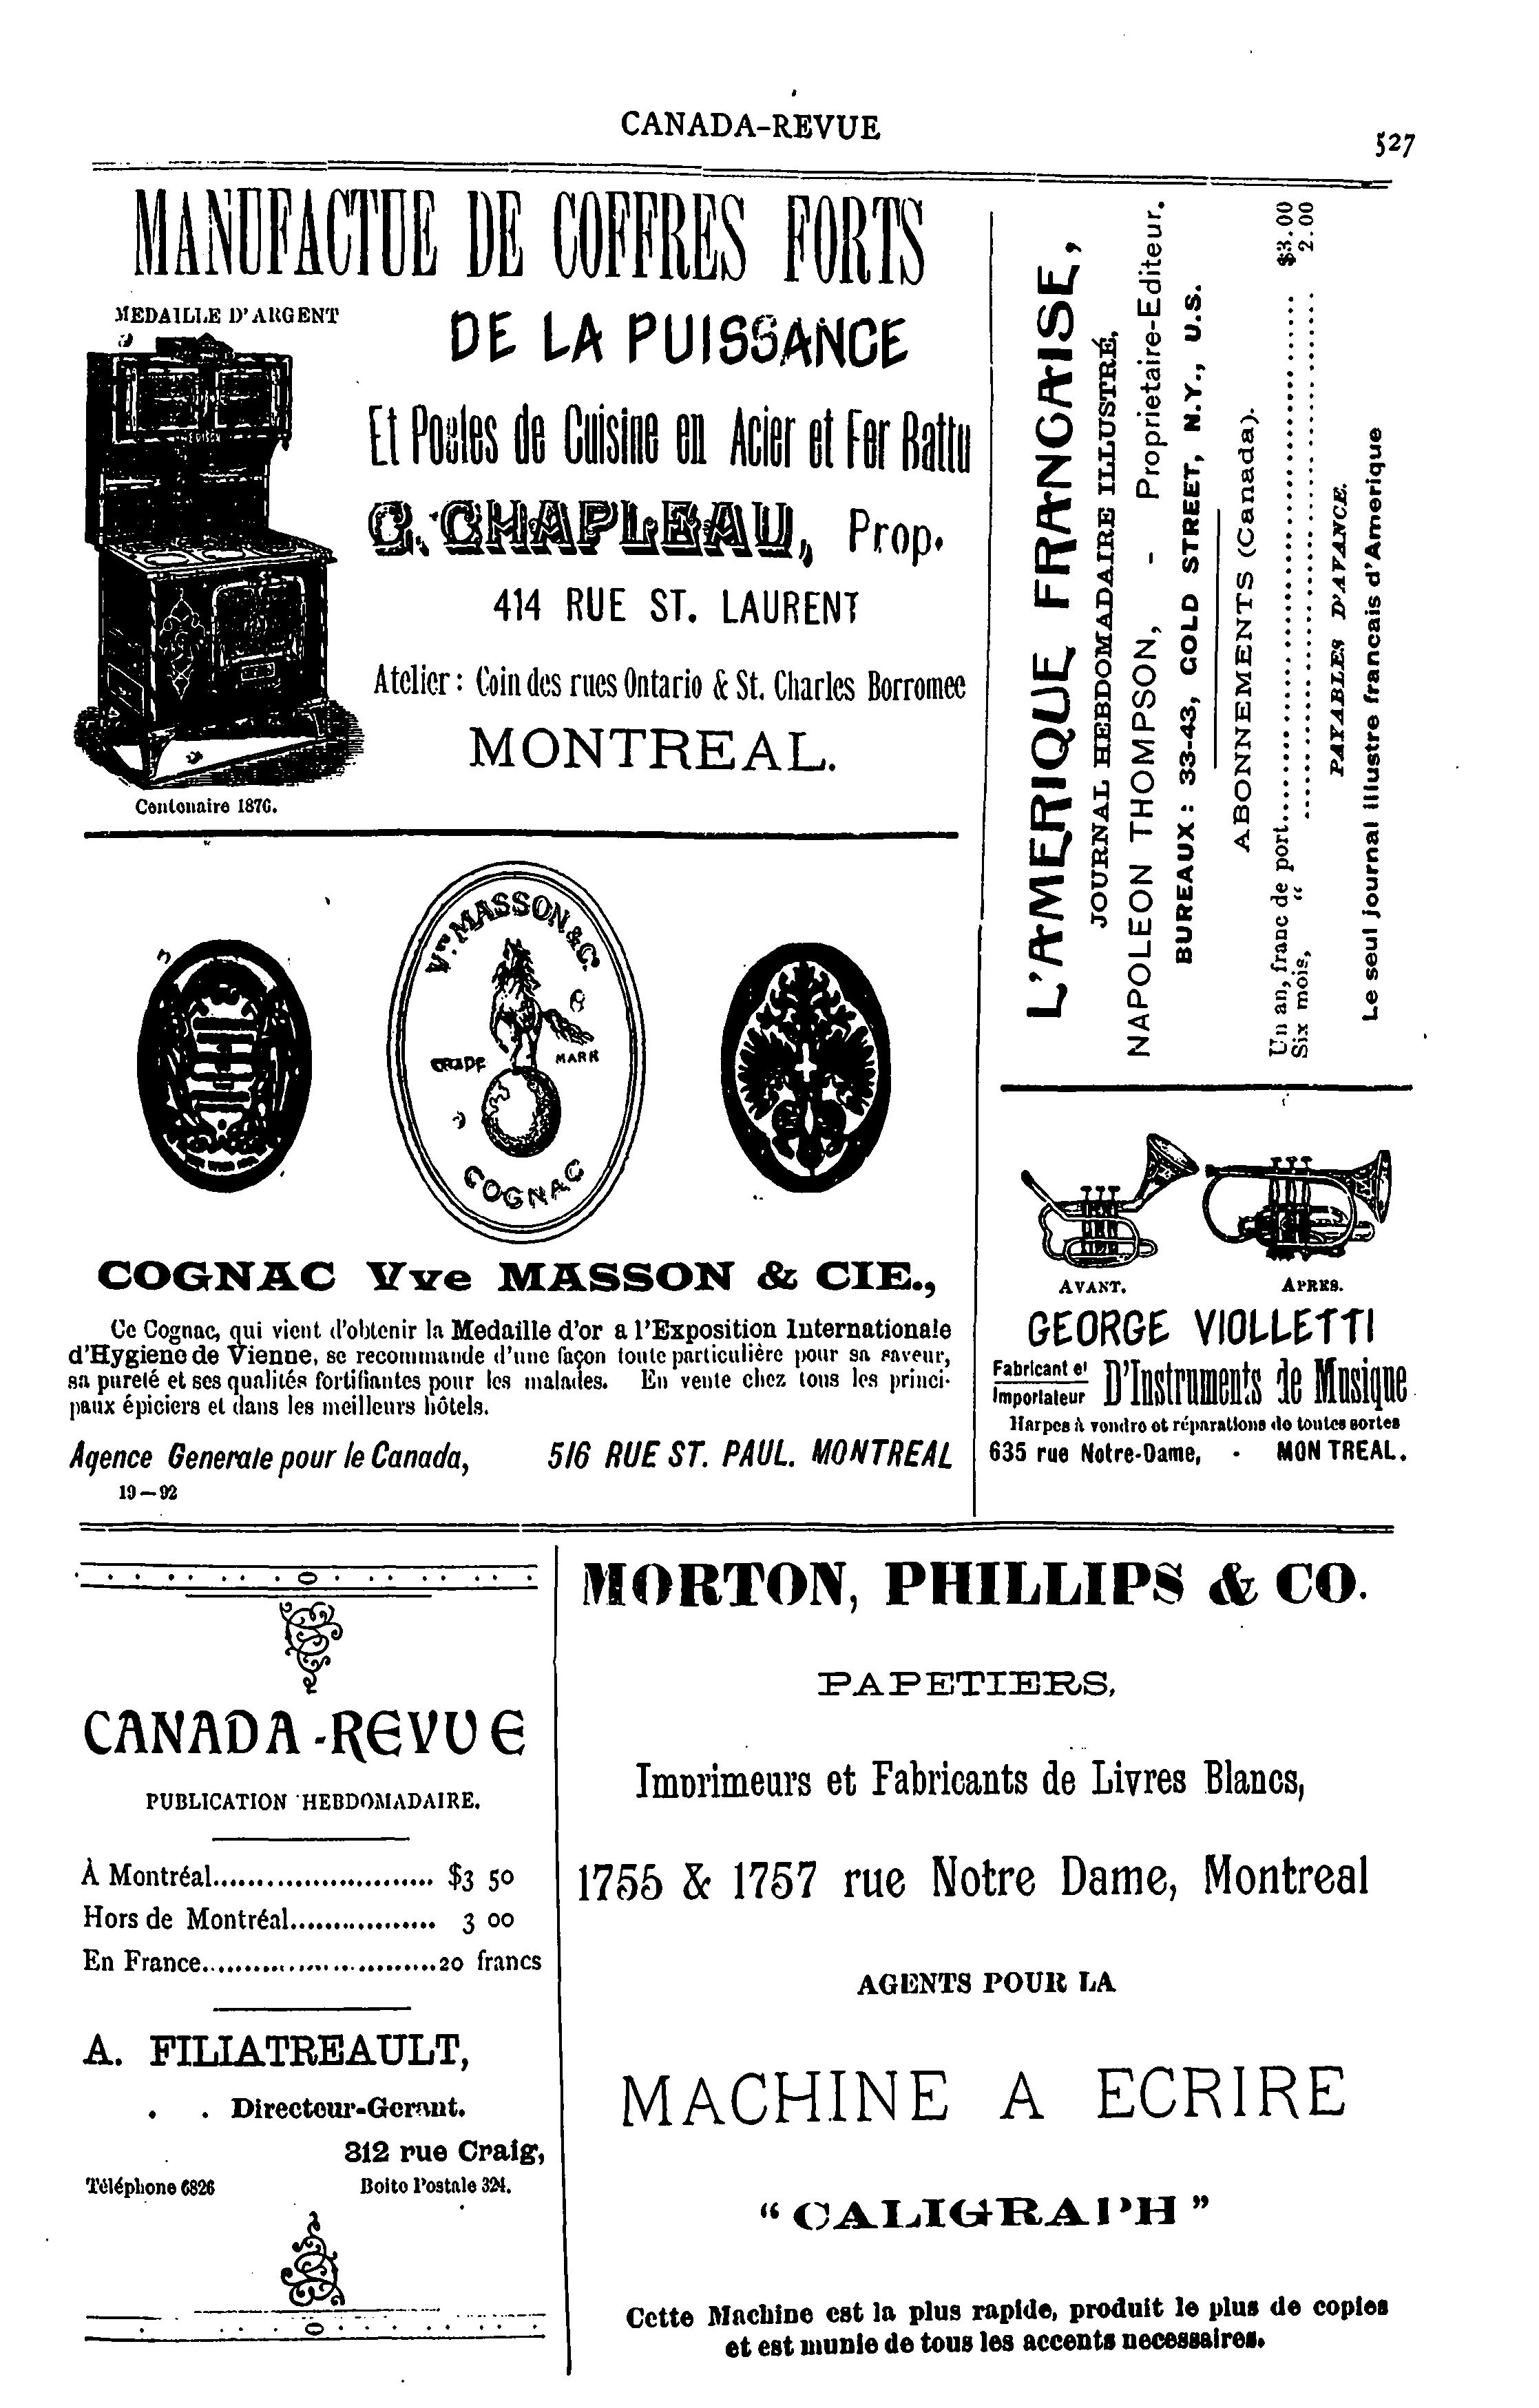 CANADA-REVUE
527
MANUFACTUE DE COFFRES FORTS
MEDAILLE D'ARGENT
DE LA PUISSANCE
Et Poeles de Cuisine en Acier et Fer Battu
C. CHAPLEAU, Prop.
414 RUE ST. LAURENT
Atelier : Coin des rues Ontario & St. Charles Borromee
MONTREAL.
Centenaire 1876.
Vve MASSON & C.
TRADE MARK
COGNAC
COGNAC Vve MASSON & CIE.,
Ce Cognac, qui vient d'obtenir la Medaille d'or a l'Exposition Internationale
d'Hygiene de Vienne, se recommande d'une façon toute particulière pour sa saveur,
sa pureté et ses qualités fortifiantes pour les malades. En vente chez tous les princi-
paux épiciers et dans les meilleurs hôtels.
Agence Generale pour le Canada, 516 RUE ST. PAUL. MONTREAL
19—92
L'AMERIQUE FRANCAISE,
JOURNAL HEBDOMADAIRE ILLUSTRÉ,
NAPOLEON THOMPSON, - Proprietaire-Editeur.
BUREAUX : 33-43, GOLD STREET, N.Y., U.S.
ABONNEMENTS (Canada).
Un an, franc de port........ $3.00
Six mois, " ........ 2.00
PAYABLES D'AVANCE.
Le seul journal illustre francais d'Amerique
AVANT. APRES.
GEORGE VIOLLETTI
Fabricant et Importateur D'Instruments de Musique
Harpes à vendre et réparations de toutes sortes
635 rue Notre-Dame, - MONTREAL.
CANADA-REVUE
PUBLICATION HEBDOMADAIRE.
À Montréal........ $3 50
Hors de Montréal........ 3 00
En France........20 francs
A. FILIATREAULT,
Directeur-Gerant.
312 rue Craig,
Téléphone 6826 Boite Postale 324.
MORTON, PHILLIPS & CO.
PAPETIERS,
Imprimeurs et Fabricants de Livres Blancs,
1755 & 1757 rue Notre Dame, Montreal
AGENTS POUR LA
MACHINE A ECRIRE
"CALIGRAPH"
Cette Machine est la plus rapide, produit le plus de copies
et est munie de tous les accents necessaires.